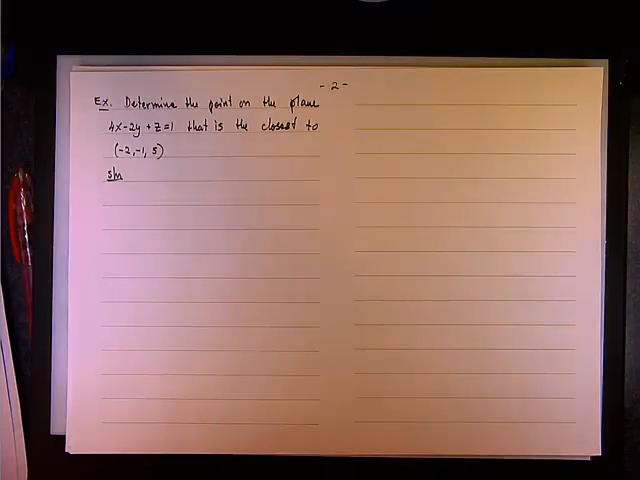 - 2 -
Ex. Determine the point on the plane
4x-2y+z=1 that is the closest to
(-2,-1, 5)
sln